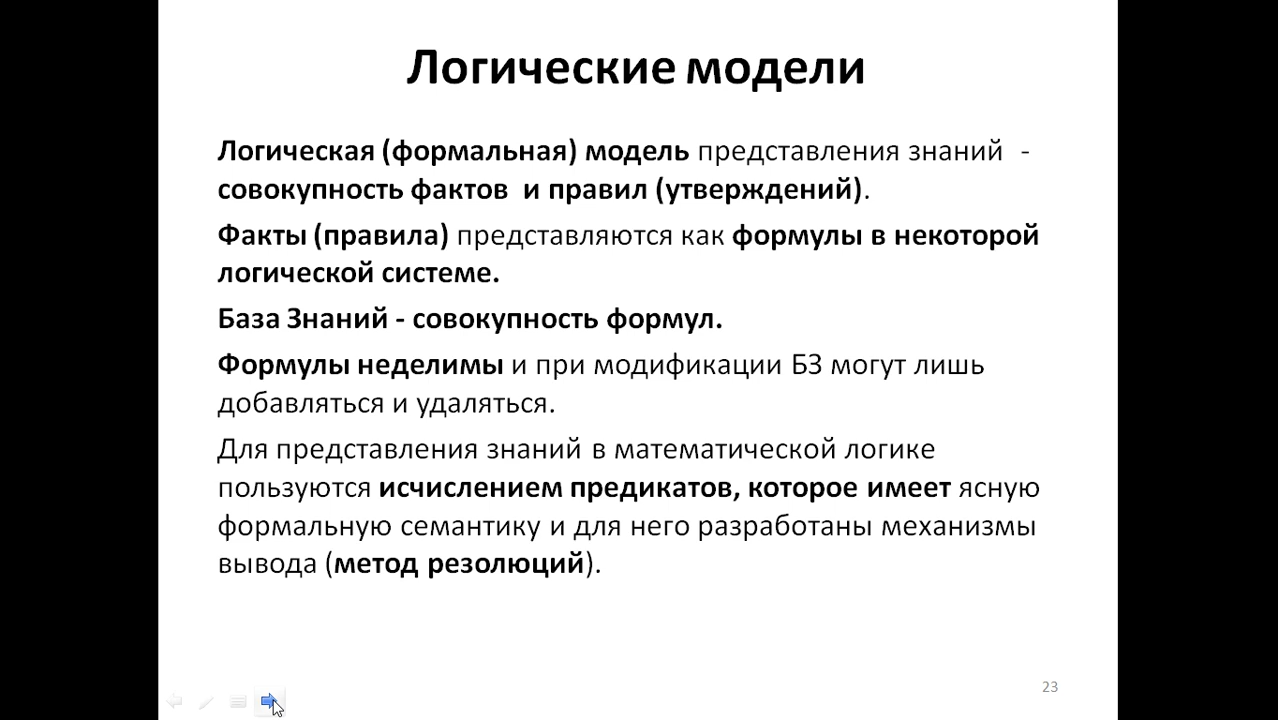 Логические модели
Логическая (формальная) модель представления знаний -
совокупность фактов и правил (утверждений).
Факты (правила) представляются как формулы в некоторой
логической системе.
База Знаний - совокупность формул.
Формулы неделимы и при модификации БЗ могут лишь
добавляться и удаляться.
Для представления знаний в математической логике
пользуются исчислением предикатов, которое имеет ясную
формальную семантику и для него разработаны механизмы
вывода (метод резолюций).
23